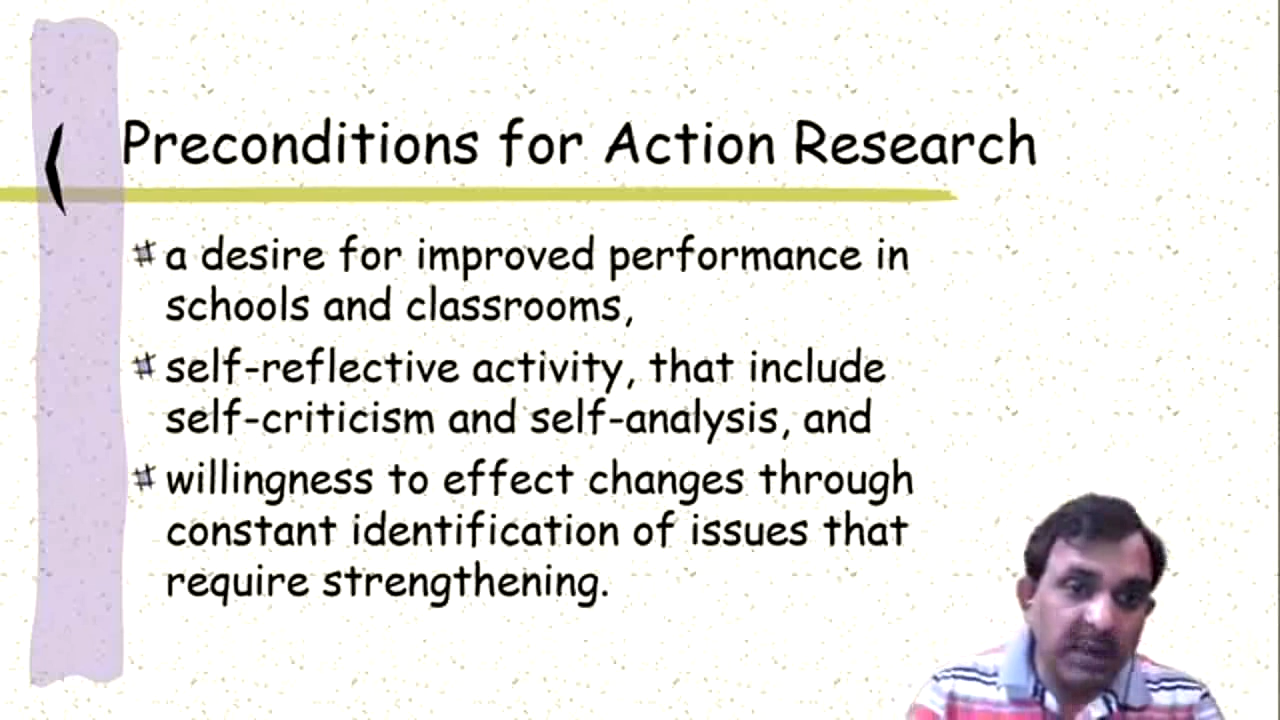 Preconditions for Action Research
a desire for improved performance in
schools and classrooms,
self-reflective activity, that include
self-criticism and self-analysis, and
willingness to effect changes through
constant identification of issues that
require strengthening.